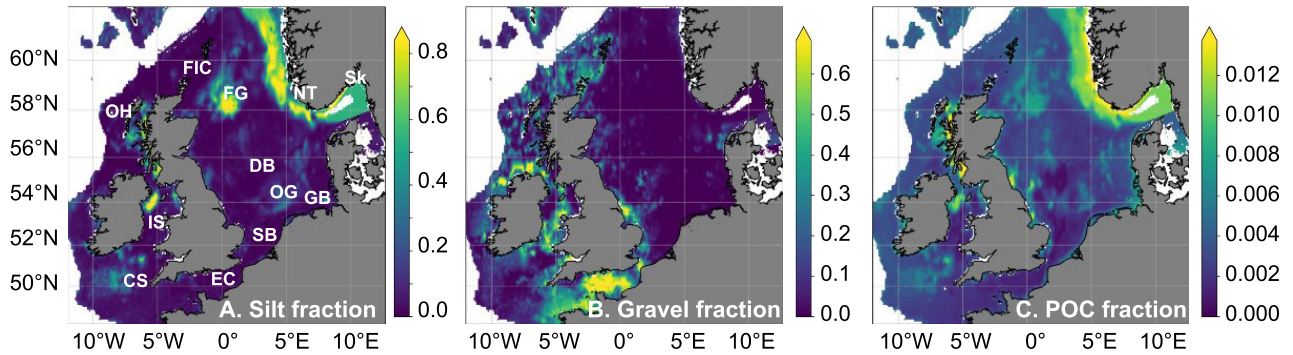 60°N
58°N
56°N
54°N
52°N
50°N
FIC
Sk
FG
NT
OH
DB
OG
GB
IS
SB
CS
EC
A. Silt fraction
0.8
0.6
0.4
0.2
0.0
10°W 5°W 0° 5°E 10°E
B. Gravel fraction
0.6
0.5
0.4
0.3
0.2
0.1
0.0
10°W 5°W 0° 5°E 10°E
C. POC fraction
0.012
0.010
0.008
0.006
0.004
0.002
0.000
10°W 5°W 0° 5°E 10°E